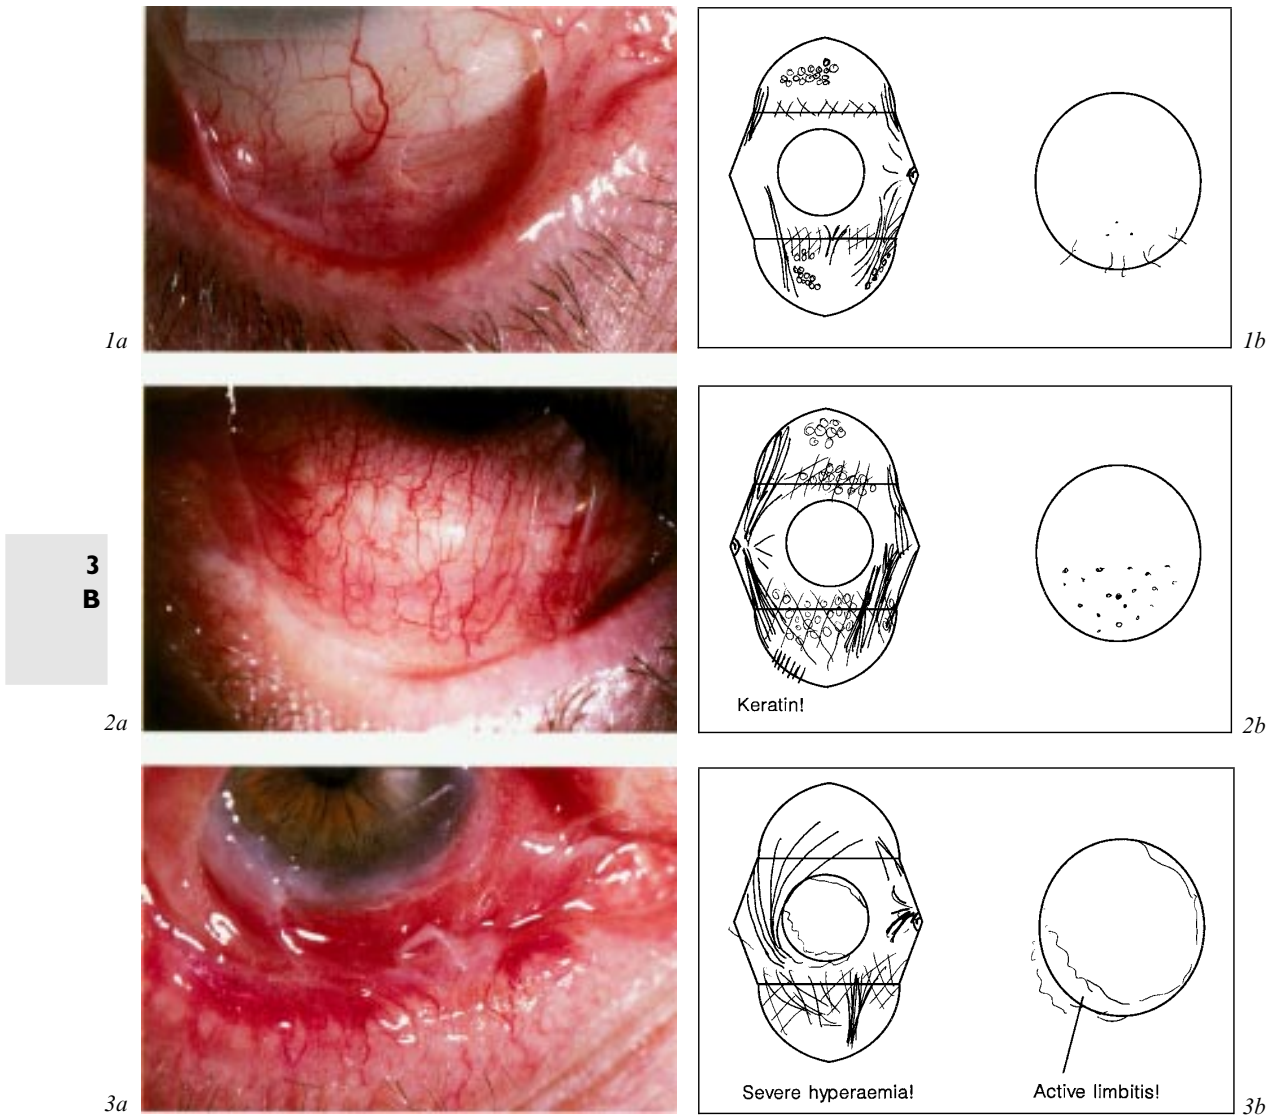 1a
1b
3
B
Keratin!
2a
2b
Severe hyperaemia!
Active limbitis!
3a
3b